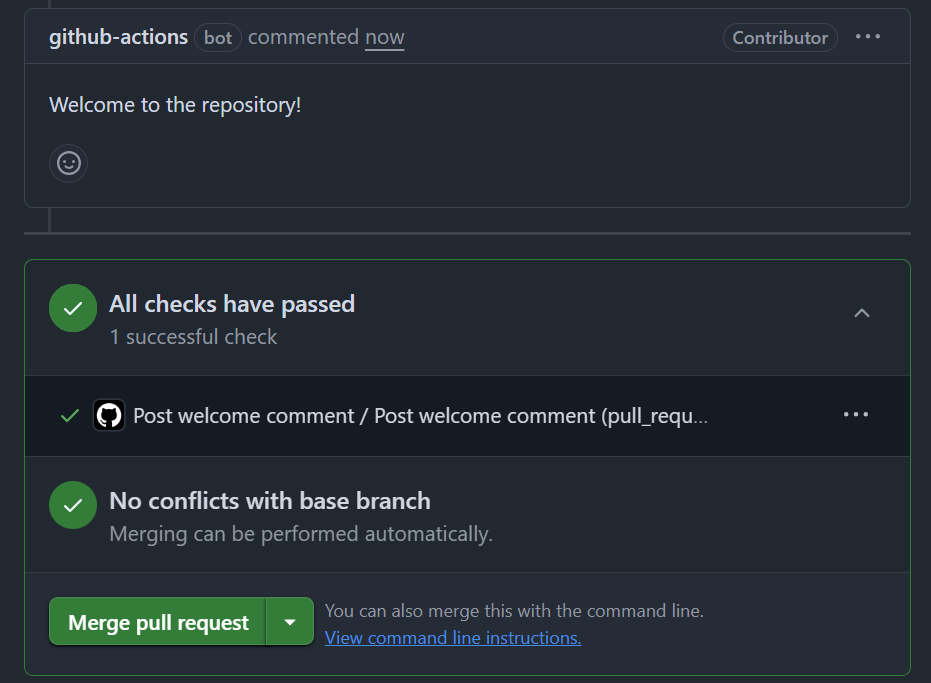 github-actions bot commented now Contributor
Welcome to the repository!
All checks have passed
1 successful check
Post welcome comment / Post welcome comment (pull_requ...
No conflicts with base branch
Merging can be performed automatically.
Merge pull request
You can also merge this with the command line.
View command line instructions.